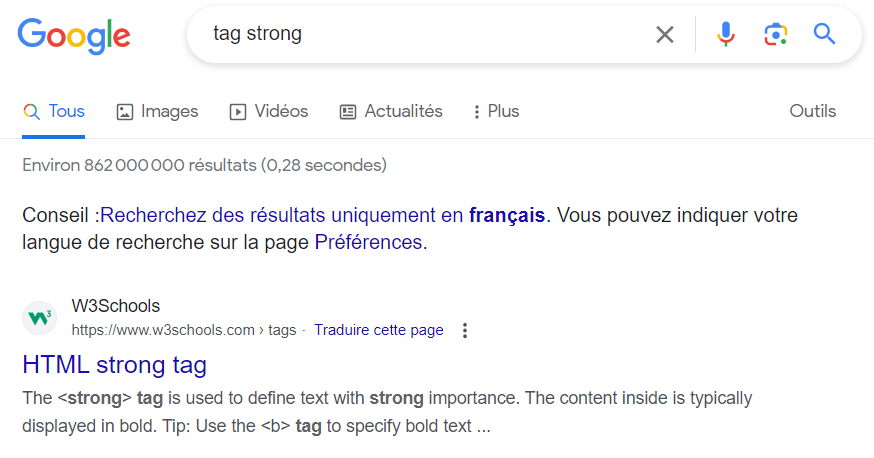 Google
tag strong
Tous Images Vidéos Actualités Plus Outils
Environ 862 000 000 résultats (0,28 secondes)
Conseil :Recherchez des résultats uniquement en français. Vous pouvez indiquer votre
langue de recherche sur la page Préférences.
W3Schools
https://www.w3schools.com › tags · Traduire cette page
HTML strong tag
The <strong> tag is used to define text with strong importance. The content inside is typically
displayed in bold. Tip: Use the <b> tag to specify bold text ...